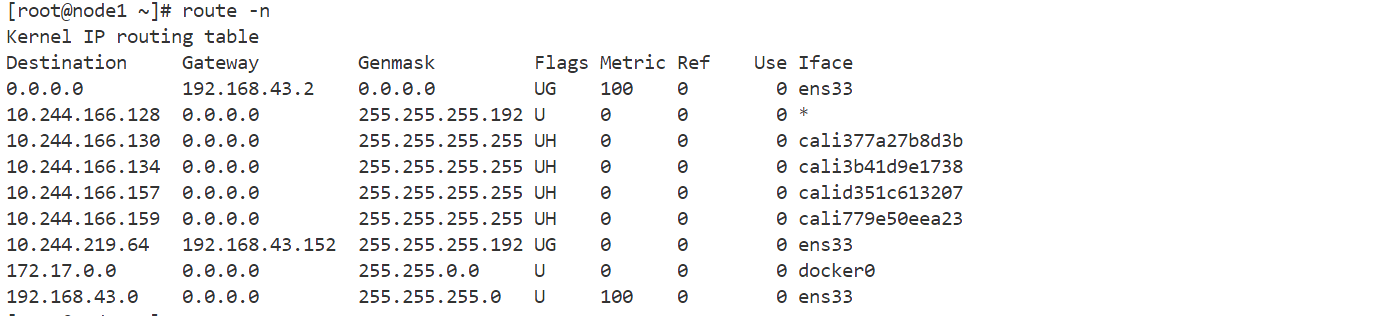 [root@node1 ~]# route -n
Kernel IP routing table
Destination     Gateway         Genmask         Flags Metric Ref    Use Iface
0.0.0.0         192.168.43.2    0.0.0.0         UG    100    0        0 ens33
10.244.166.128  0.0.0.0         255.255.255.192 U     0      0        0 *
10.244.166.130  0.0.0.0         255.255.255.255 UH    0      0        0 cali377a27b8d3b
10.244.166.134  0.0.0.0         255.255.255.255 UH    0      0        0 cali3b41d9e1738
10.244.166.157  0.0.0.0         255.255.255.255 UH    0      0        0 calid351c613207
10.244.166.159  0.0.0.0         255.255.255.255 UH    0      0        0 cali779e50eea23
10.244.219.64   192.168.43.152  255.255.255.192 UG    0      0        0 ens33
172.17.0.0      0.0.0.0         255.255.0.0     U     0      0        0 docker0
192.168.43.0    0.0.0.0         255.255.255.0   U     100    0        0 ens33